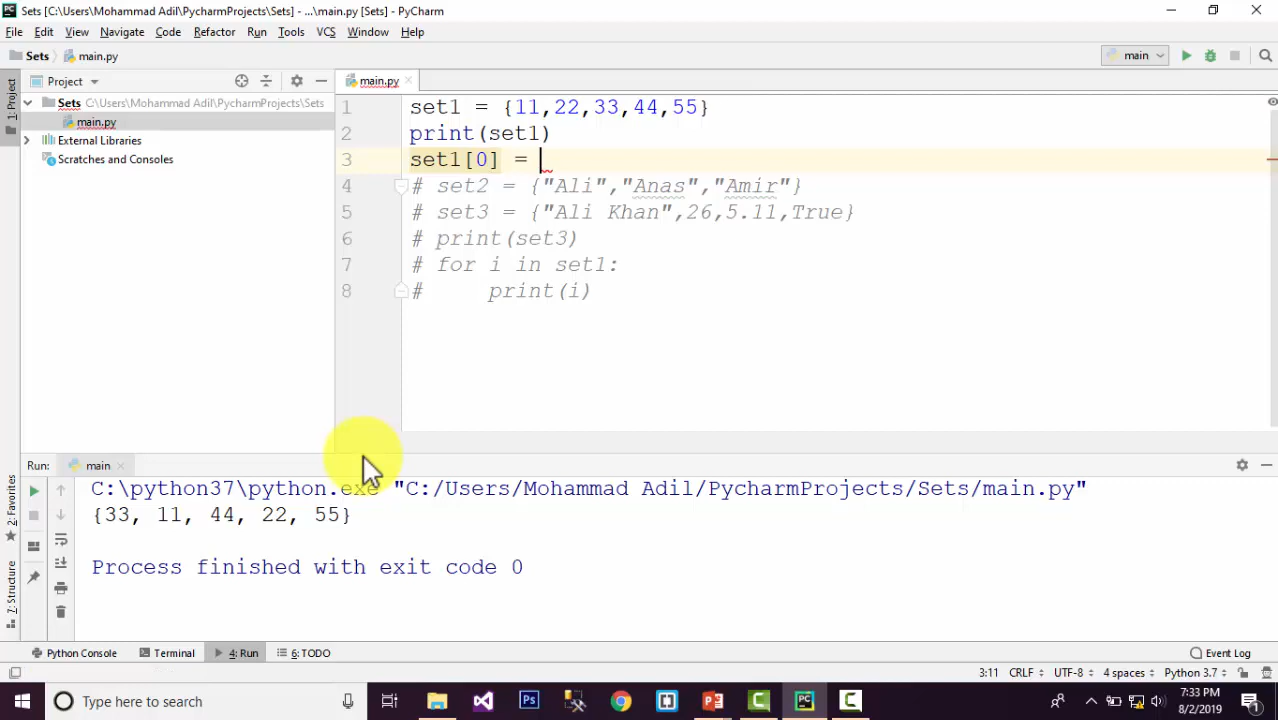 Sets [C:\Users\Mohammad Adil\PycharmProjects\Sets] - ...\main.py [Sets] - PyCharm
File Edit View Navigate Code Refactor Run Tools VCS Window Help
Sets main.py main
1: Project
Project
main.py
Sets C:\Users\Mohammad Adil\PycharmProjects\Sets
main.py
External Libraries
Scratches and Consoles
1 set1 = {11,22,33,44,55}
2 print(set1)
3 set1[0] =
4 # set2 = {"Ali","Anas","Amir"}
5 # set3 = {"Ali Khan",26,5.11,True}
6 # print(set3)
7 # for i in set1:
8 #     print(i)
Run: main
C:\python37\python.exe "C:/Users/Mohammad Adil/PycharmProjects/Sets/main.py"
{33, 11, 44, 22, 55}
Process finished with exit code 0
2: Favorites
7: Structure
Python Console Terminal 4: Run 6: TODO Event Log
3:11 CRLF UTF-8 4 spaces Python 3.7
Type here to search
7:33 PM
8/2/2019